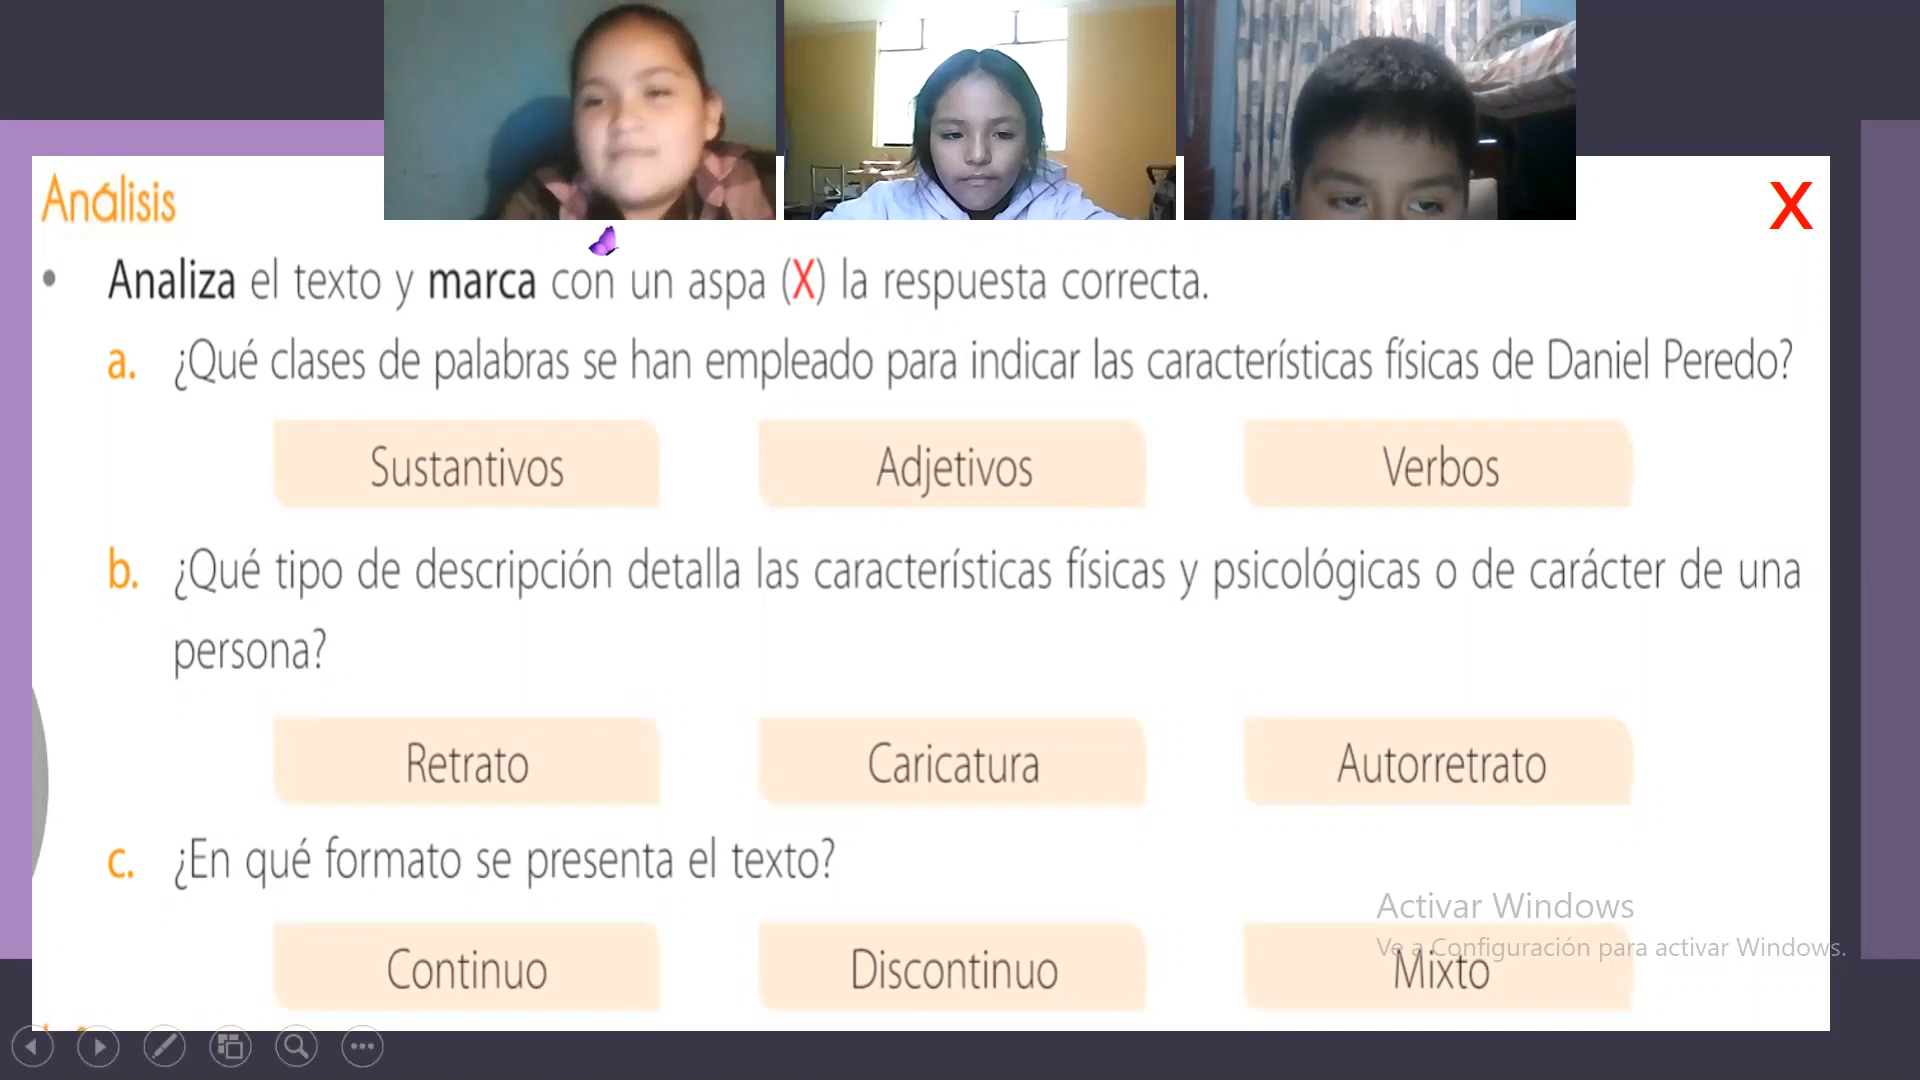 Análisis
X
• Analiza el texto y marca con un aspa (X) la respuesta correcta.
a. ¿Qué clases de palabras se han empleado para indicar las características físicas de Daniel Peredo?
Sustantivos Adjetivos Verbos
b. ¿Qué tipo de descripción detalla las características físicas y psicológicas o de carácter de una
persona?
Retrato Caricatura Autorretrato
c. ¿En qué formato se presenta el texto?
Activar Windows
Ve a Configuración para activar Windows.
Continuo Discontinuo Mixto